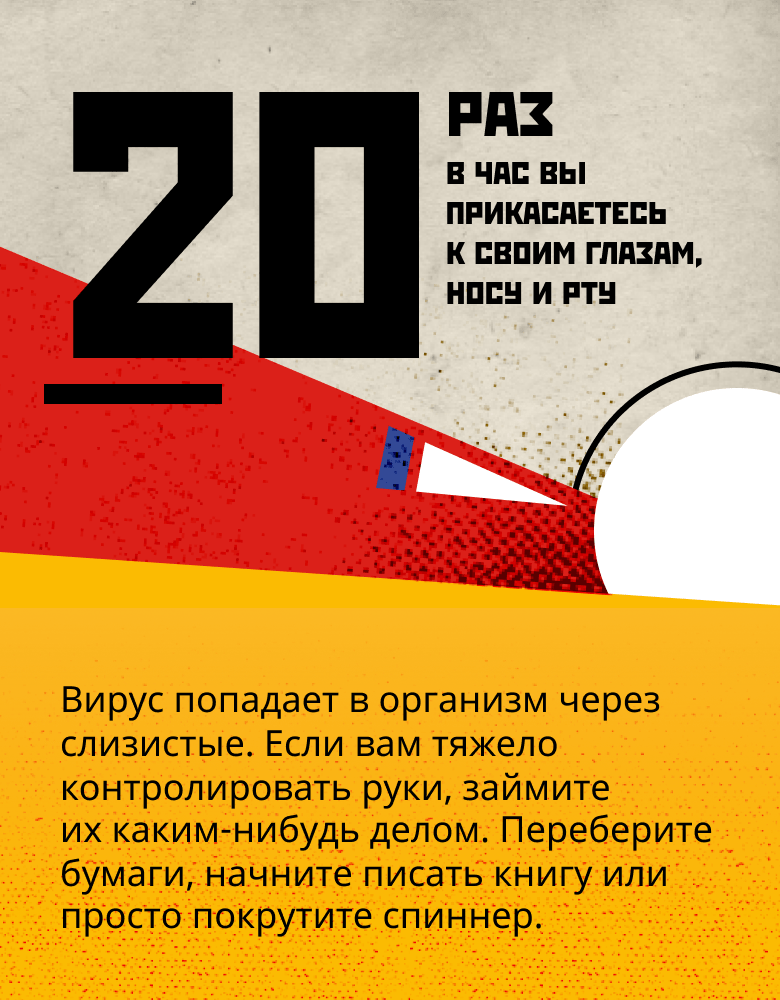 20 РАЗ
В ЧАС ВЫ
ПРИКАСАЕТЕСЬ
К СВОИМ ГЛАЗАМ,
НОСУ И РТУ
Вирус попадает в организм через
слизистые. Если вам тяжело
контролировать руки, займите
их каким-нибудь делом. Переберите
бумаги, начните писать книгу или
просто покрутите спиннер.